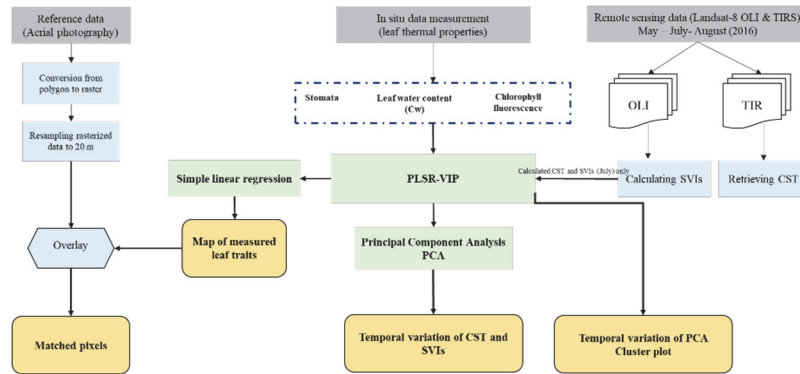 Reference data
(Aerial photography)
In situ data measurement
(leaf thermal properties)
Remote sensing data (Landsat-8 OLI & TIRS)
May – July- August (2016)
Conversion from
polygon to raster
Stomata
Leaf water content
(Cw)
Chlorophyll
fluorescence
OLI
TIR
Resampling rasterized
data to 20 m
Simple linear regression
PLSR-VIP
Calculated CST and SVIs (July) only
Calculating SVIs
Retrieving CST
Overlay
Map of measured
leaf traits
Principal Component Analysis
PCA
Matched pixels
Temporal variation of CST and
SVIs
Temporal variation of PCA
Cluster plot